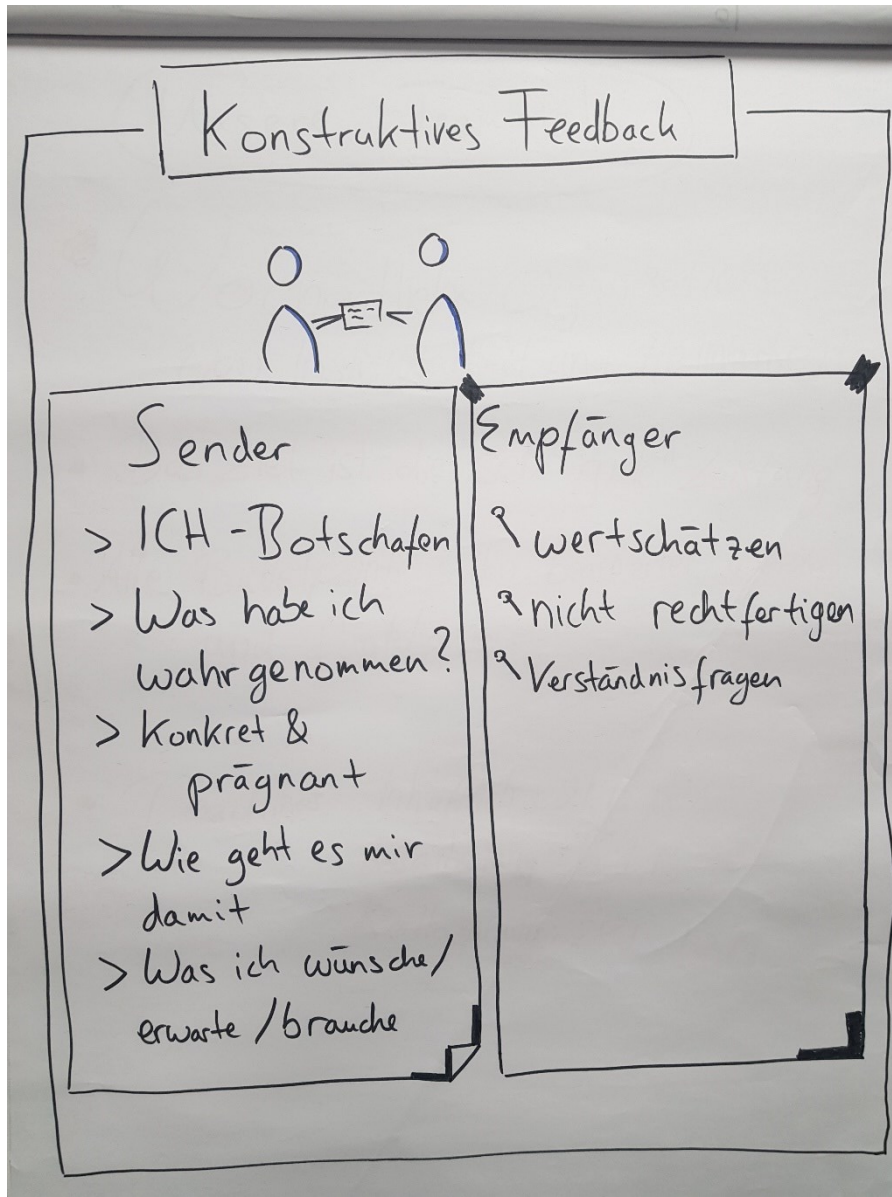 Konstruktives Feedback
Sender
> ICH-Botschafen
> Was habe ich
wahrgenommen?
> Konkret &
prägnant
> Wie geht es mir
damit
> Was ich wünsche/
erwarte/brauche
Empfänger
wertschätzen
nicht rechtfertigen
Verständnisfragen